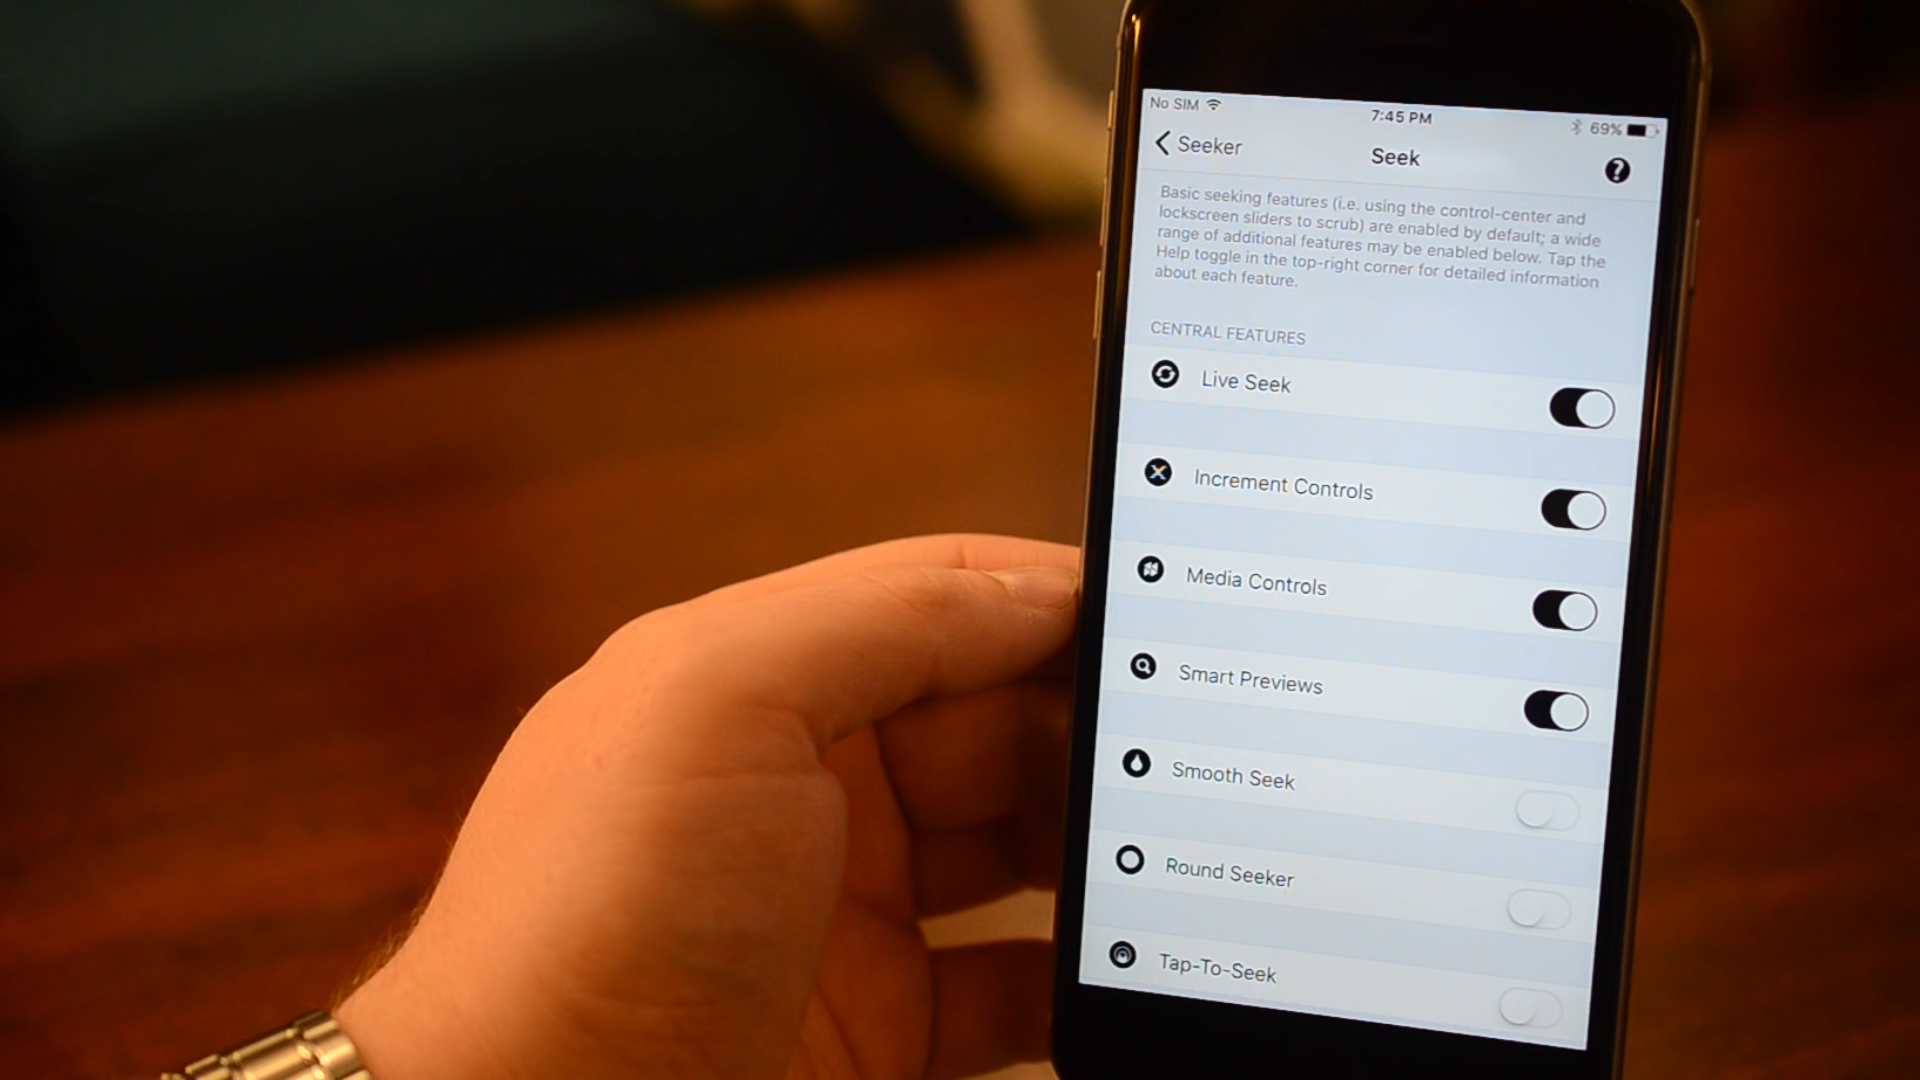 No SIM
7:45 PM
69%
Seeker
Seek
?
Basic seeking features (i.e. using the control-center and
lockscreen sliders to scrub) are enabled by default; a wide
range of additional features may be enabled below. Tap the
Help toggle in the top-right corner for detailed information
about each feature.
CENTRAL FEATURES
Live Seek
Increment Controls
Media Controls
Smart Previews
Smooth Seek
Round Seeker
Tap-To-Seek